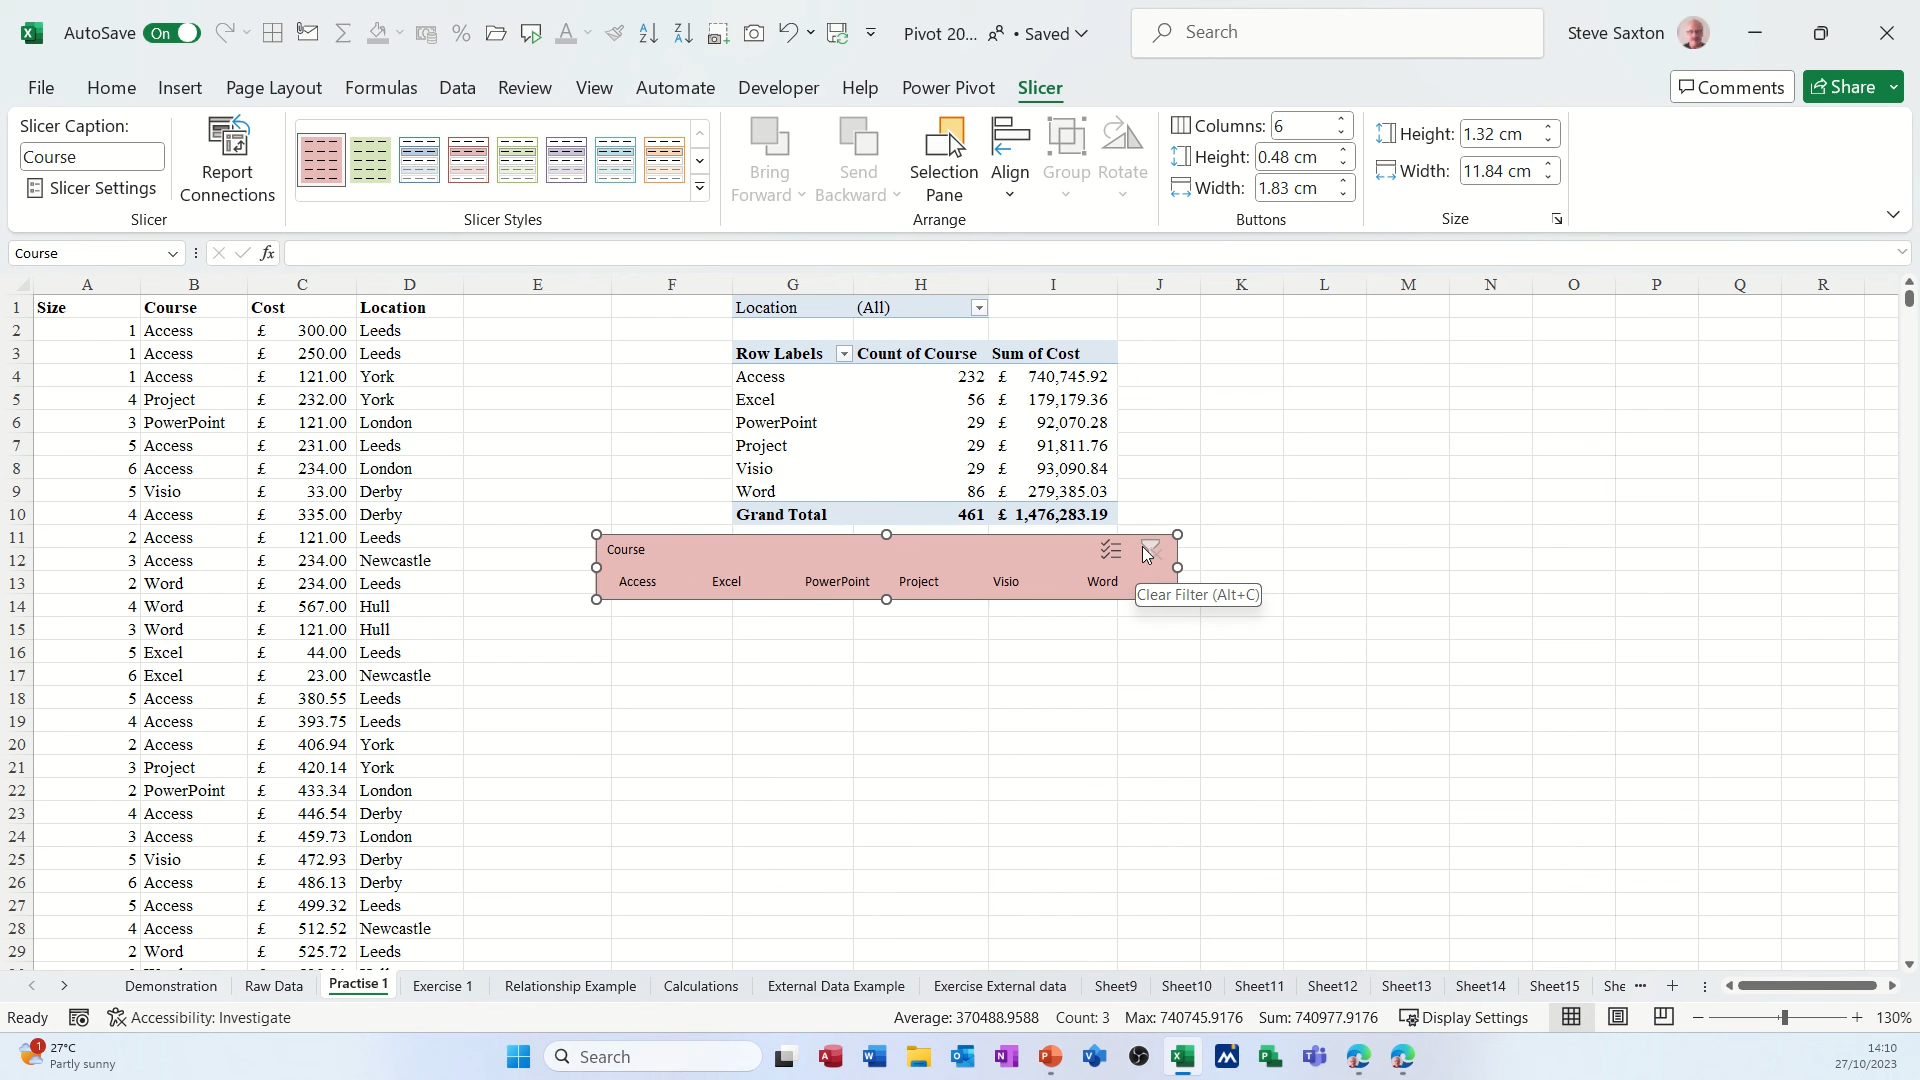 AutoSave On Pivot 20... • Saved Search Steve Saxton
File Home Insert Page Layout Formulas Data Review View Automate Developer Help Power Pivot Slicer Comments Share
Slicer Caption:
Course
Slicer Settings
Report
Connections
Slicer
Slicer Styles
Bring
Forward
Send
Backward
Selection
Pane
Align
Group
Rotate
Arrange
Columns: 6
Height: 0.48 cm
Width: 1.83 cm
Buttons
Height: 1.32 cm
Width: 11.84 cm
Size
Course fx
A B C D E F G H I J K L M N O P Q R
1 Size Course Cost Location Location (All)
2 1 Access £ 300.00 Leeds
3 1 Access £ 250.00 Leeds Row Labels Count of Course Sum of Cost
4 1 Access £ 121.00 York Access 232 £ 740,745.92
5 4 Project £ 232.00 York Excel 56 £ 179,179.36
6 3 PowerPoint £ 121.00 London PowerPoint 29 £ 92,070.28
7 5 Access £ 231.00 Leeds Project 29 £ 91,811.76
8 6 Access £ 234.00 London Visio 29 £ 93,090.84
9 5 Visio £ 33.00 Derby Word 86 £ 279,385.03
10 4 Access £ 335.00 Derby Grand Total 461 £ 1,476,283.19
11 2 Access £ 121.00 Leeds
12 3 Access £ 234.00 Newcastle
13 2 Word £ 234.00 Leeds
14 4 Word £ 567.00 Hull
15 3 Word £ 121.00 Hull
16 5 Excel £ 44.00 Leeds
17 6 Excel £ 23.00 Newcastle
18 5 Access £ 380.55 Leeds
19 4 Access £ 393.75 Leeds
20 2 Access £ 406.94 York
21 3 Project £ 420.14 York
22 2 PowerPoint £ 433.34 London
23 4 Access £ 446.54 Derby
24 3 Access £ 459.73 London
25 5 Visio £ 472.93 Derby
26 6 Access £ 486.13 Derby
27 5 Access £ 499.32 Leeds
28 4 Access £ 512.52 Newcastle
29 2 Word £ 525.72 Leeds
Course
Access Excel PowerPoint Project Visio Word
Clear Filter (Alt+C)
Demonstration Raw Data Practise 1 Exercise 1 Relationship Example Calculations External Data Example Exercise External data Sheet9 Sheet10 Sheet11 Sheet12 Sheet13 Sheet14 Sheet15 She ...
Ready Accessibility: Investigate Average: 370488.9588 Count: 3 Max: 740745.9176 Sum: 740977.9176 Display Settings 130%
1 27°C
Partly sunny
Search
14:10
27/10/2023